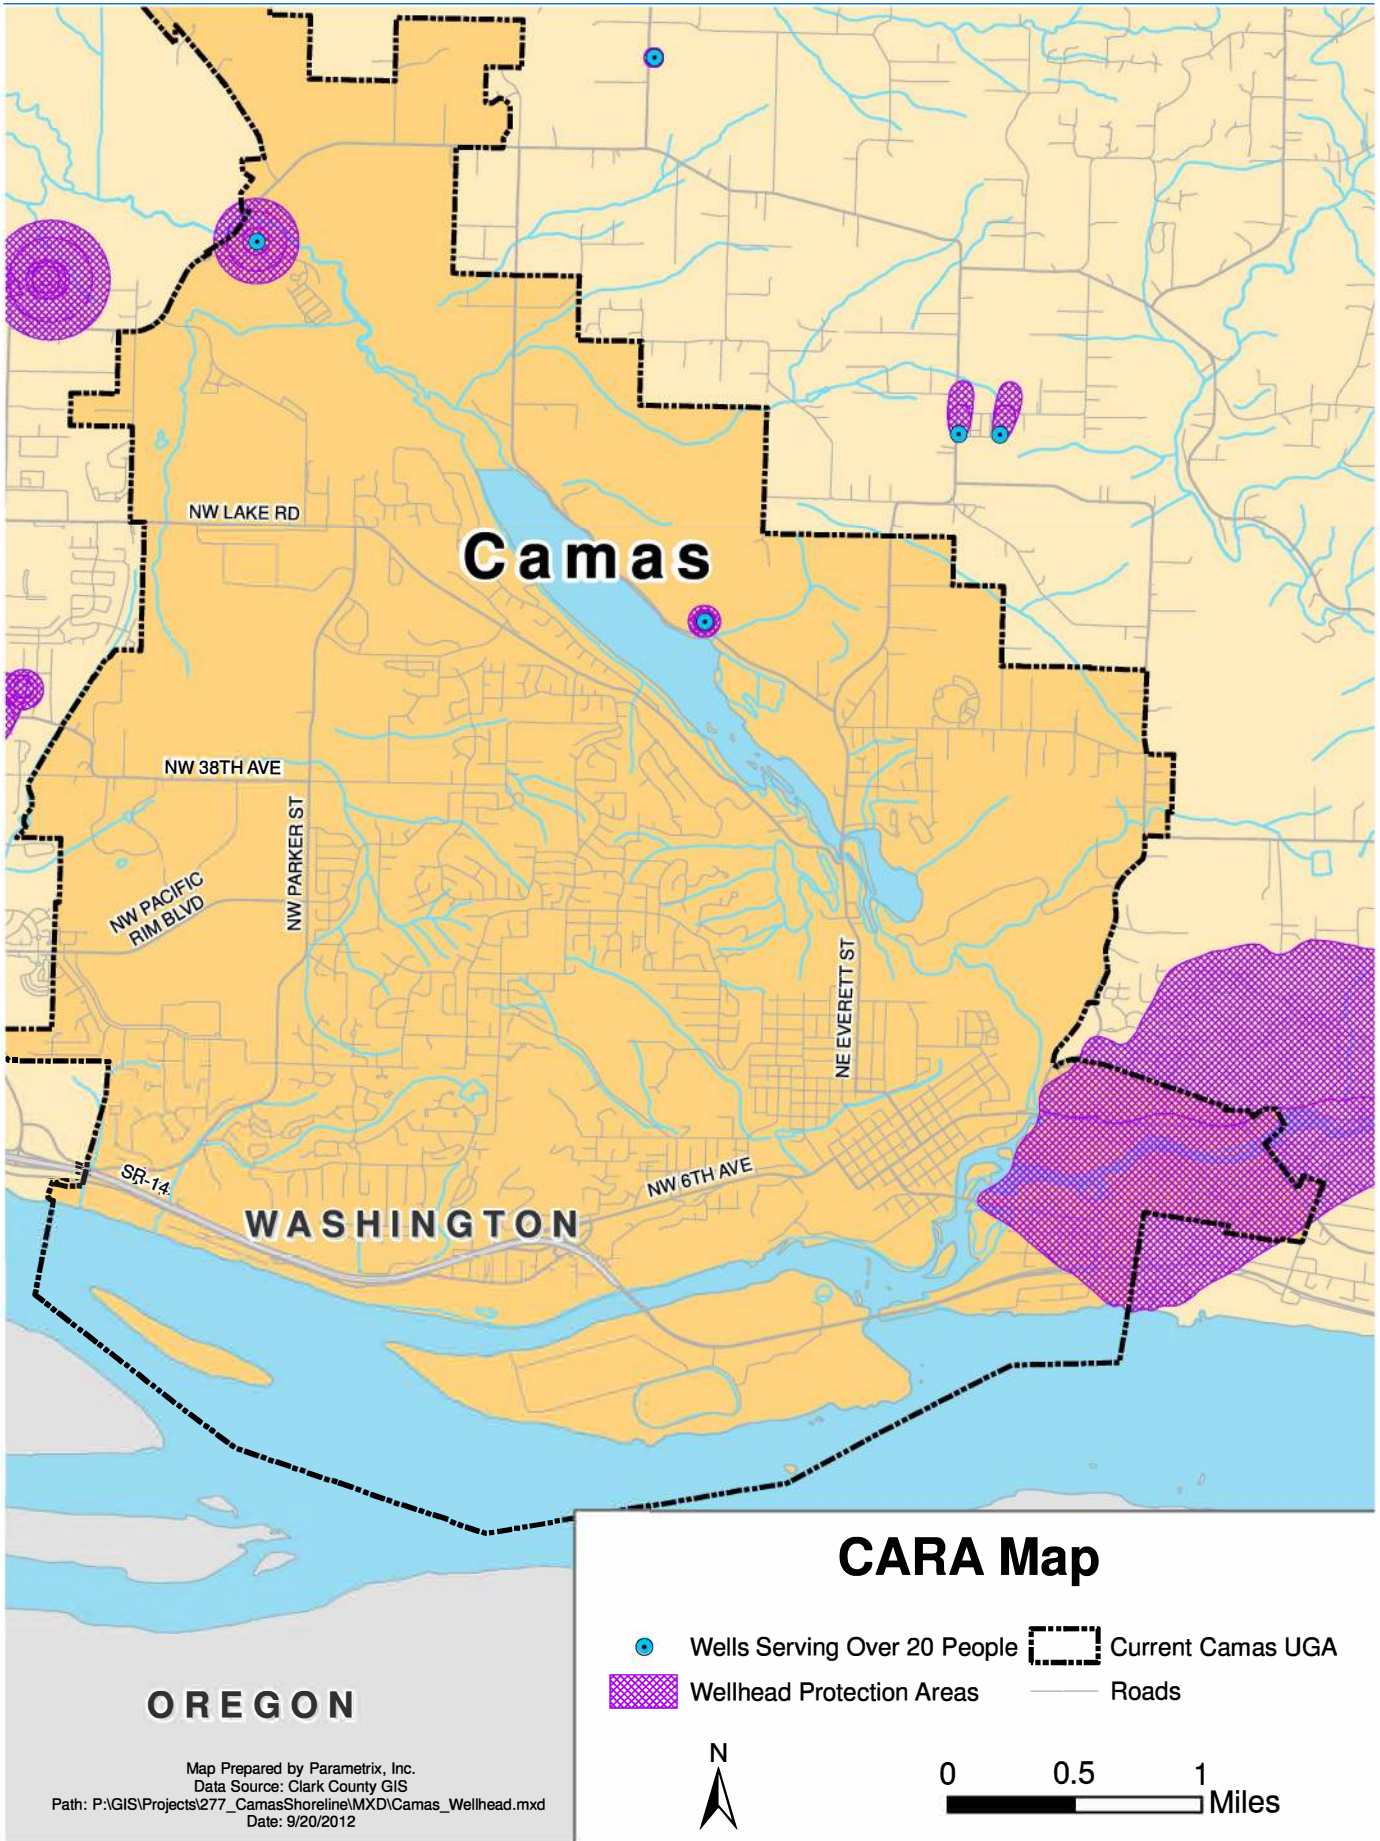 NW LAKE RD
Camas
NW 38TH AVE
NW PARKER ST
NW PACIFIC
RIM BLVD
NE EVERETT ST
SR-14
NW 6TH AVE
WASHINGTON
CARA Map
Wells Serving Over 20 People
Current Camas UGA
Wellhead Protection Areas
Roads
OREGON
N
0 0.5 1
Miles
Map Prepared by Parametrix, Inc.
Data Source: Clark County GIS
Path: P:\GIS\Projects\277_CamasShoreline\MXD\Camas_Wellhead.mxd
Date: 9/20/2012